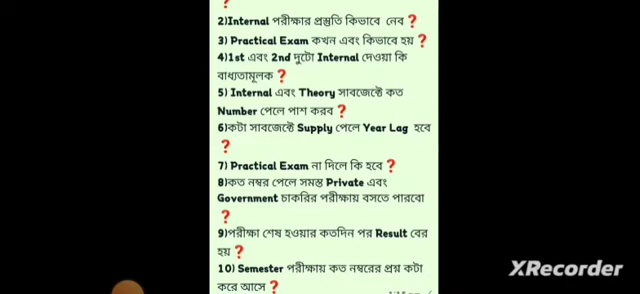 ❓
2)Internal পরীক্ষার প্রস্তুতি কিভাবে নেব ❓
3) Practical Exam কখন এবং কিভাবে হয় ❓
4)1st এবং 2nd দুটো Internal দেওয়া কি
বাধ্যতামূলক ❓
5) Internal এবং Theory সাবজেক্টে কত
Number পেলে পাশ করব ❓
6)কটা সাবজেক্টে Supply পেলে Year Lag হবে
❓
7) Practical Exam না দিলে কি হবে ❓
8)কত নম্বর পেলে সমস্ত Private এবং
Government চাকরির পরীক্ষায় বসতে পারবো
❓
9)পরীক্ষা শেষ হওয়ার কতদিন পর Result বের
হয় ❓
10) Semester পরীক্ষায় কত নম্বরের প্রশ্ন কটা
করে আসে ❓
XRecorder